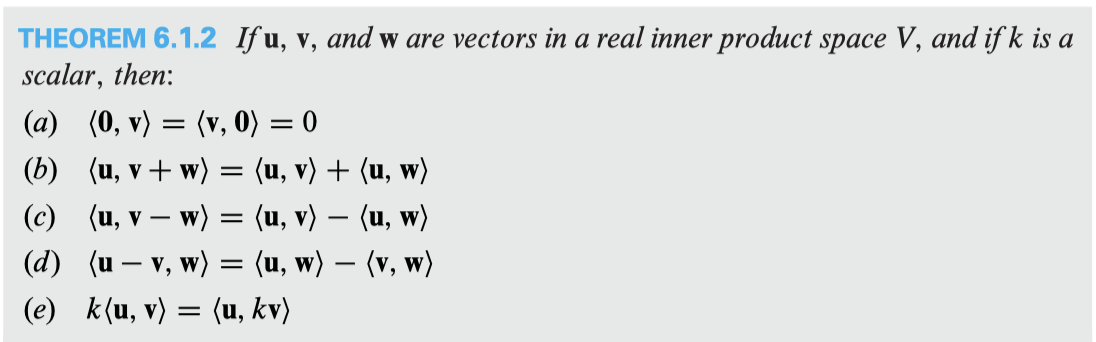 THEOREM 6.1.2 If u, v, and w are vectors in a real inner product space V, and if k is a
scalar, then:
(a) ⟨0, v⟩ = ⟨v, 0⟩ = 0
(b) ⟨u, v + w⟩ = ⟨u, v⟩ + ⟨u, w⟩
(c) ⟨u, v − w⟩ = ⟨u, v⟩ − ⟨u, w⟩
(d) ⟨u − v, w⟩ = ⟨u, w⟩ − ⟨v, w⟩
(e) k⟨u, v⟩ = ⟨u, kv⟩